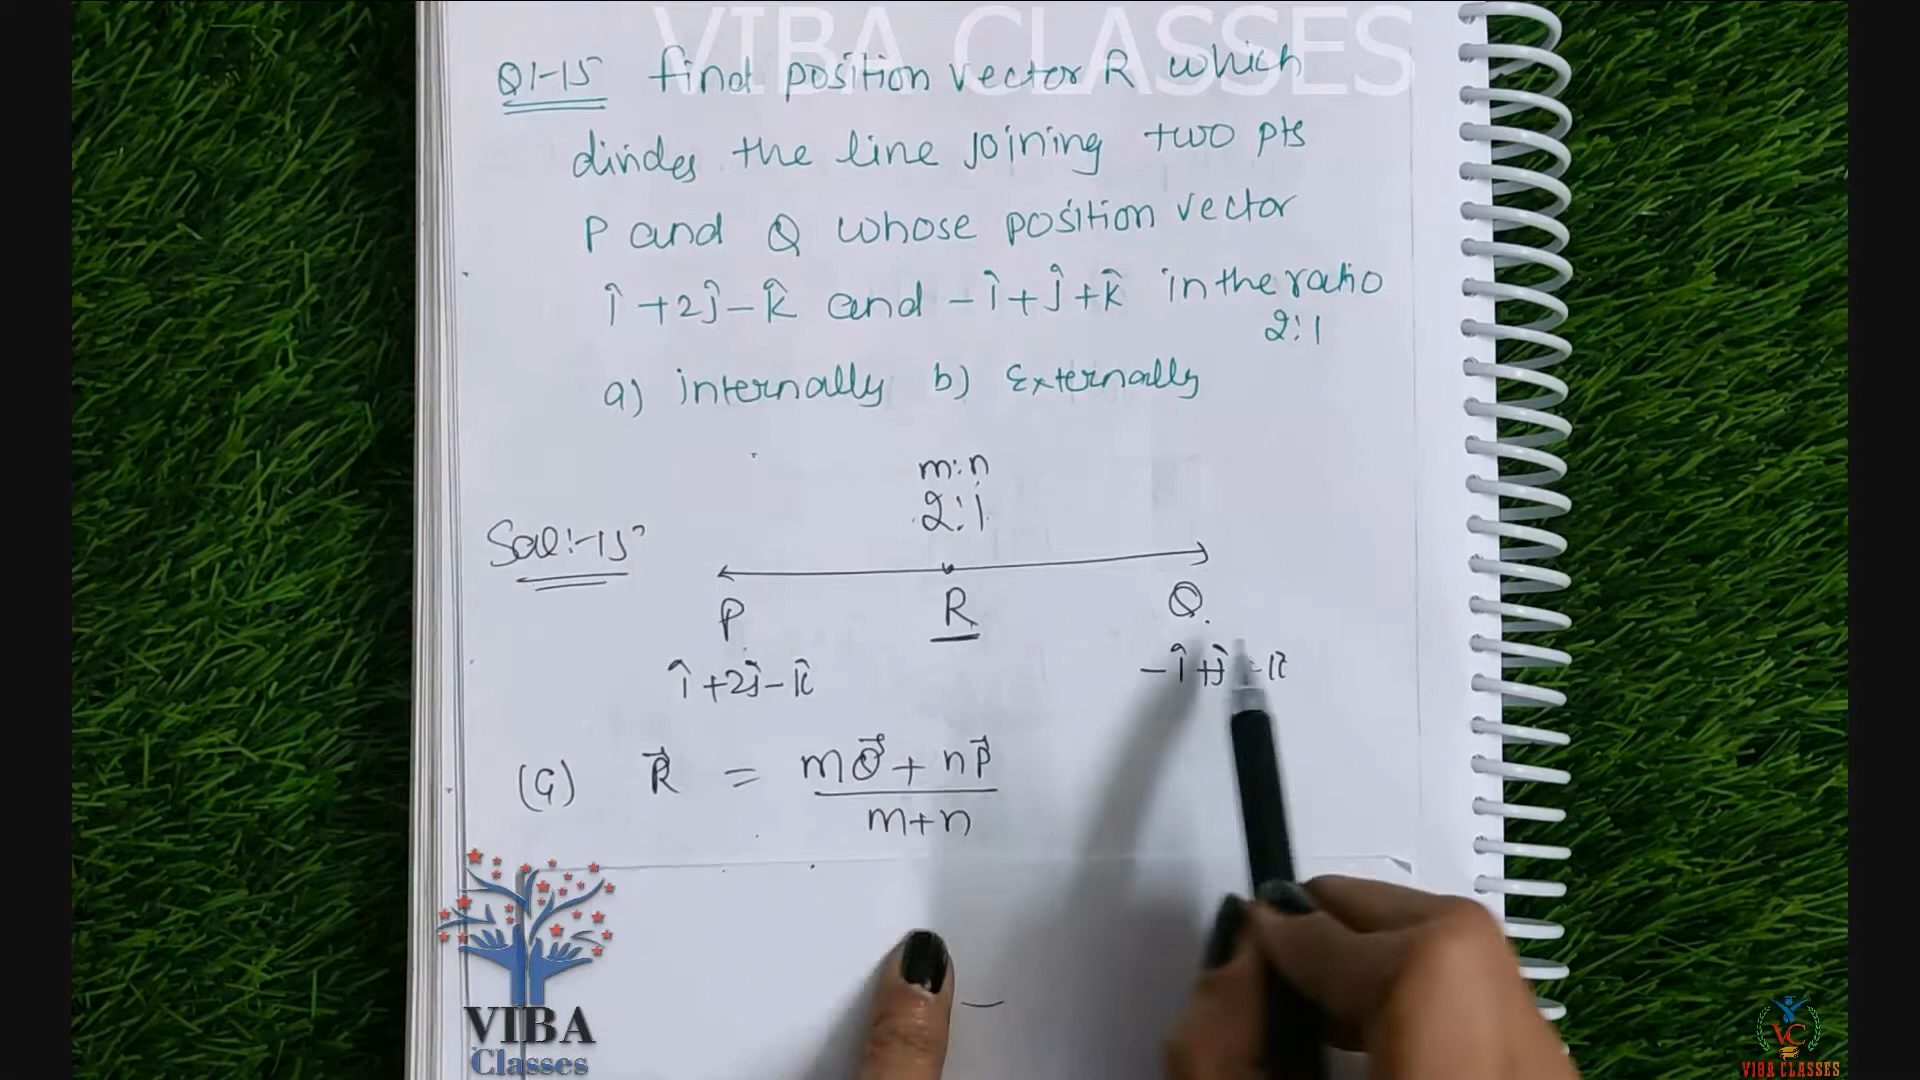 VIBA CLASSES
Q1-15 find position vector R which
divides the line joining two pts
P and Q whose position vector
î +2ĵ - k̂ and -î+ĵ+k̂ in the ratio
2:1
a) internally b) Externally
m:n
2:1
Sol:-15
P R Q.
î+2ĵ-k̂ -î+ĵ
R⃗ = mQ⃗ + nP⃗
m+n
VIBA
Classes
VC
VIBA CLASSES